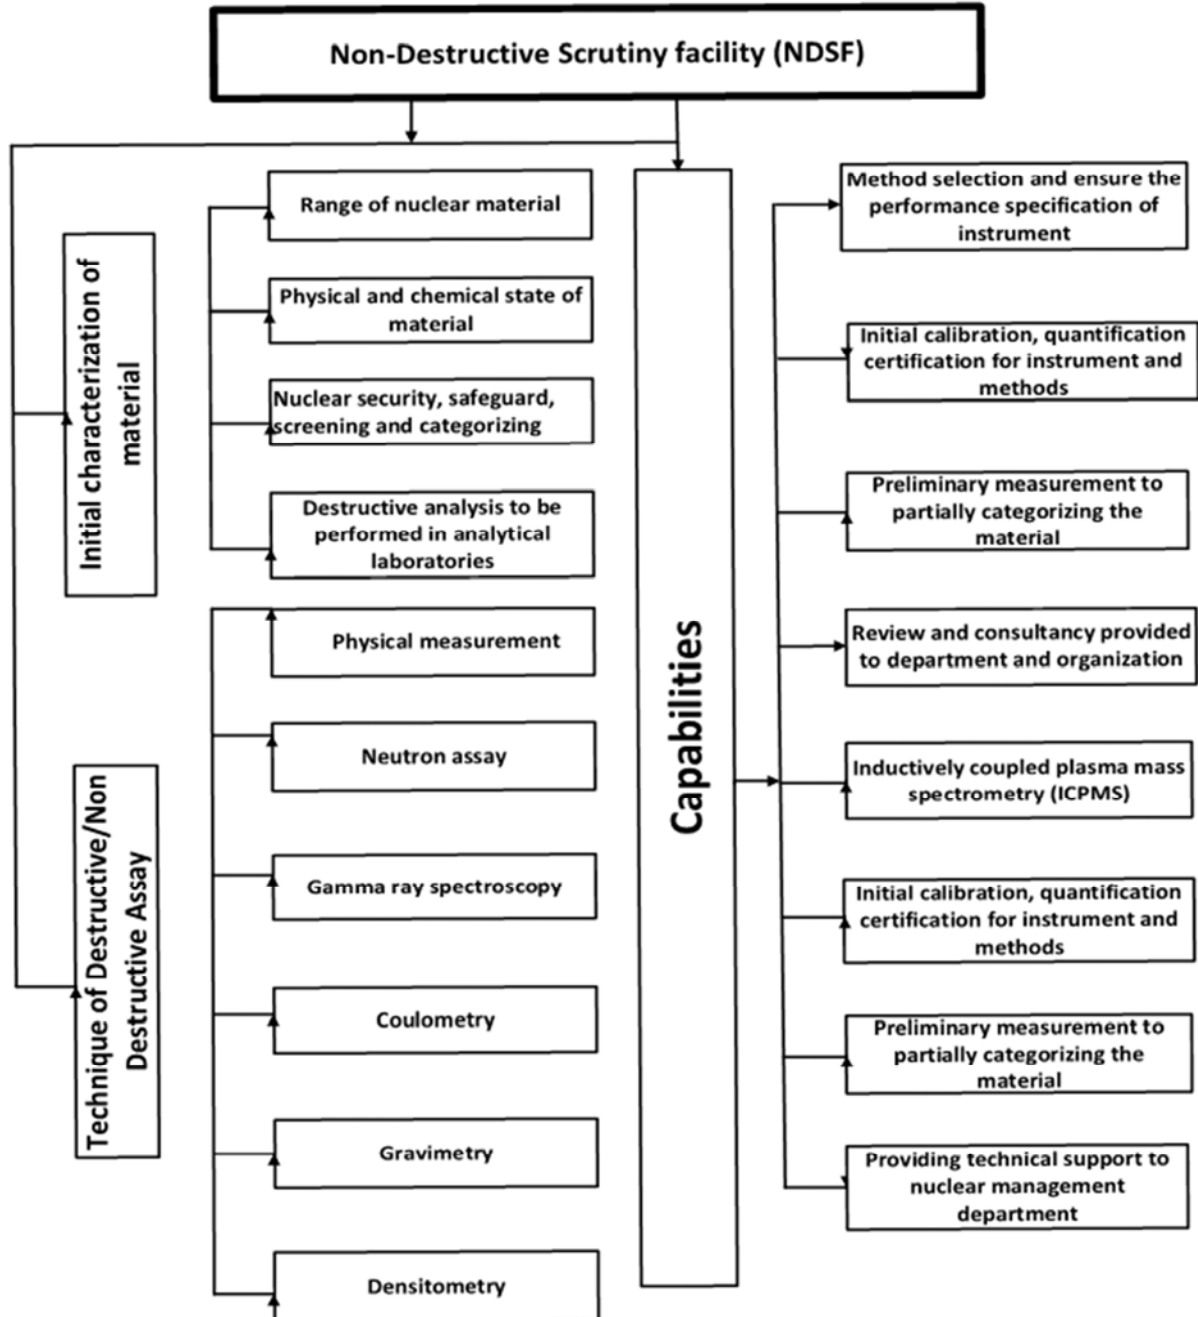 Non-Destructive Scrutiny facility (NDSF)
Initial characterization of
material
Range of nuclear material
Physical and chemical state of
material
Nuclear security, safeguard,
screening and categorizing
Destructive analysis to be
performed in analytical
laboratories
Technique of Destructive/Non
Destructive Assay
Physical measurement
Neutron assay
Gamma ray spectroscopy
Coulometry
Gravimetry
Densitometry
Capabilities
Method selection and ensure the
performance specification of
instrument
Initial calibration, quantification
certification for instrument and
methods
Preliminary measurement to
partially categorizing the
material
Review and consultancy provided
to department and organization
Inductively coupled plasma mass
spectrometry (ICPMS)
Initial calibration, quantification
certification for instrument and
methods
Preliminary measurement to
partially categorizing the
material
Providing technical support to
nuclear management
department